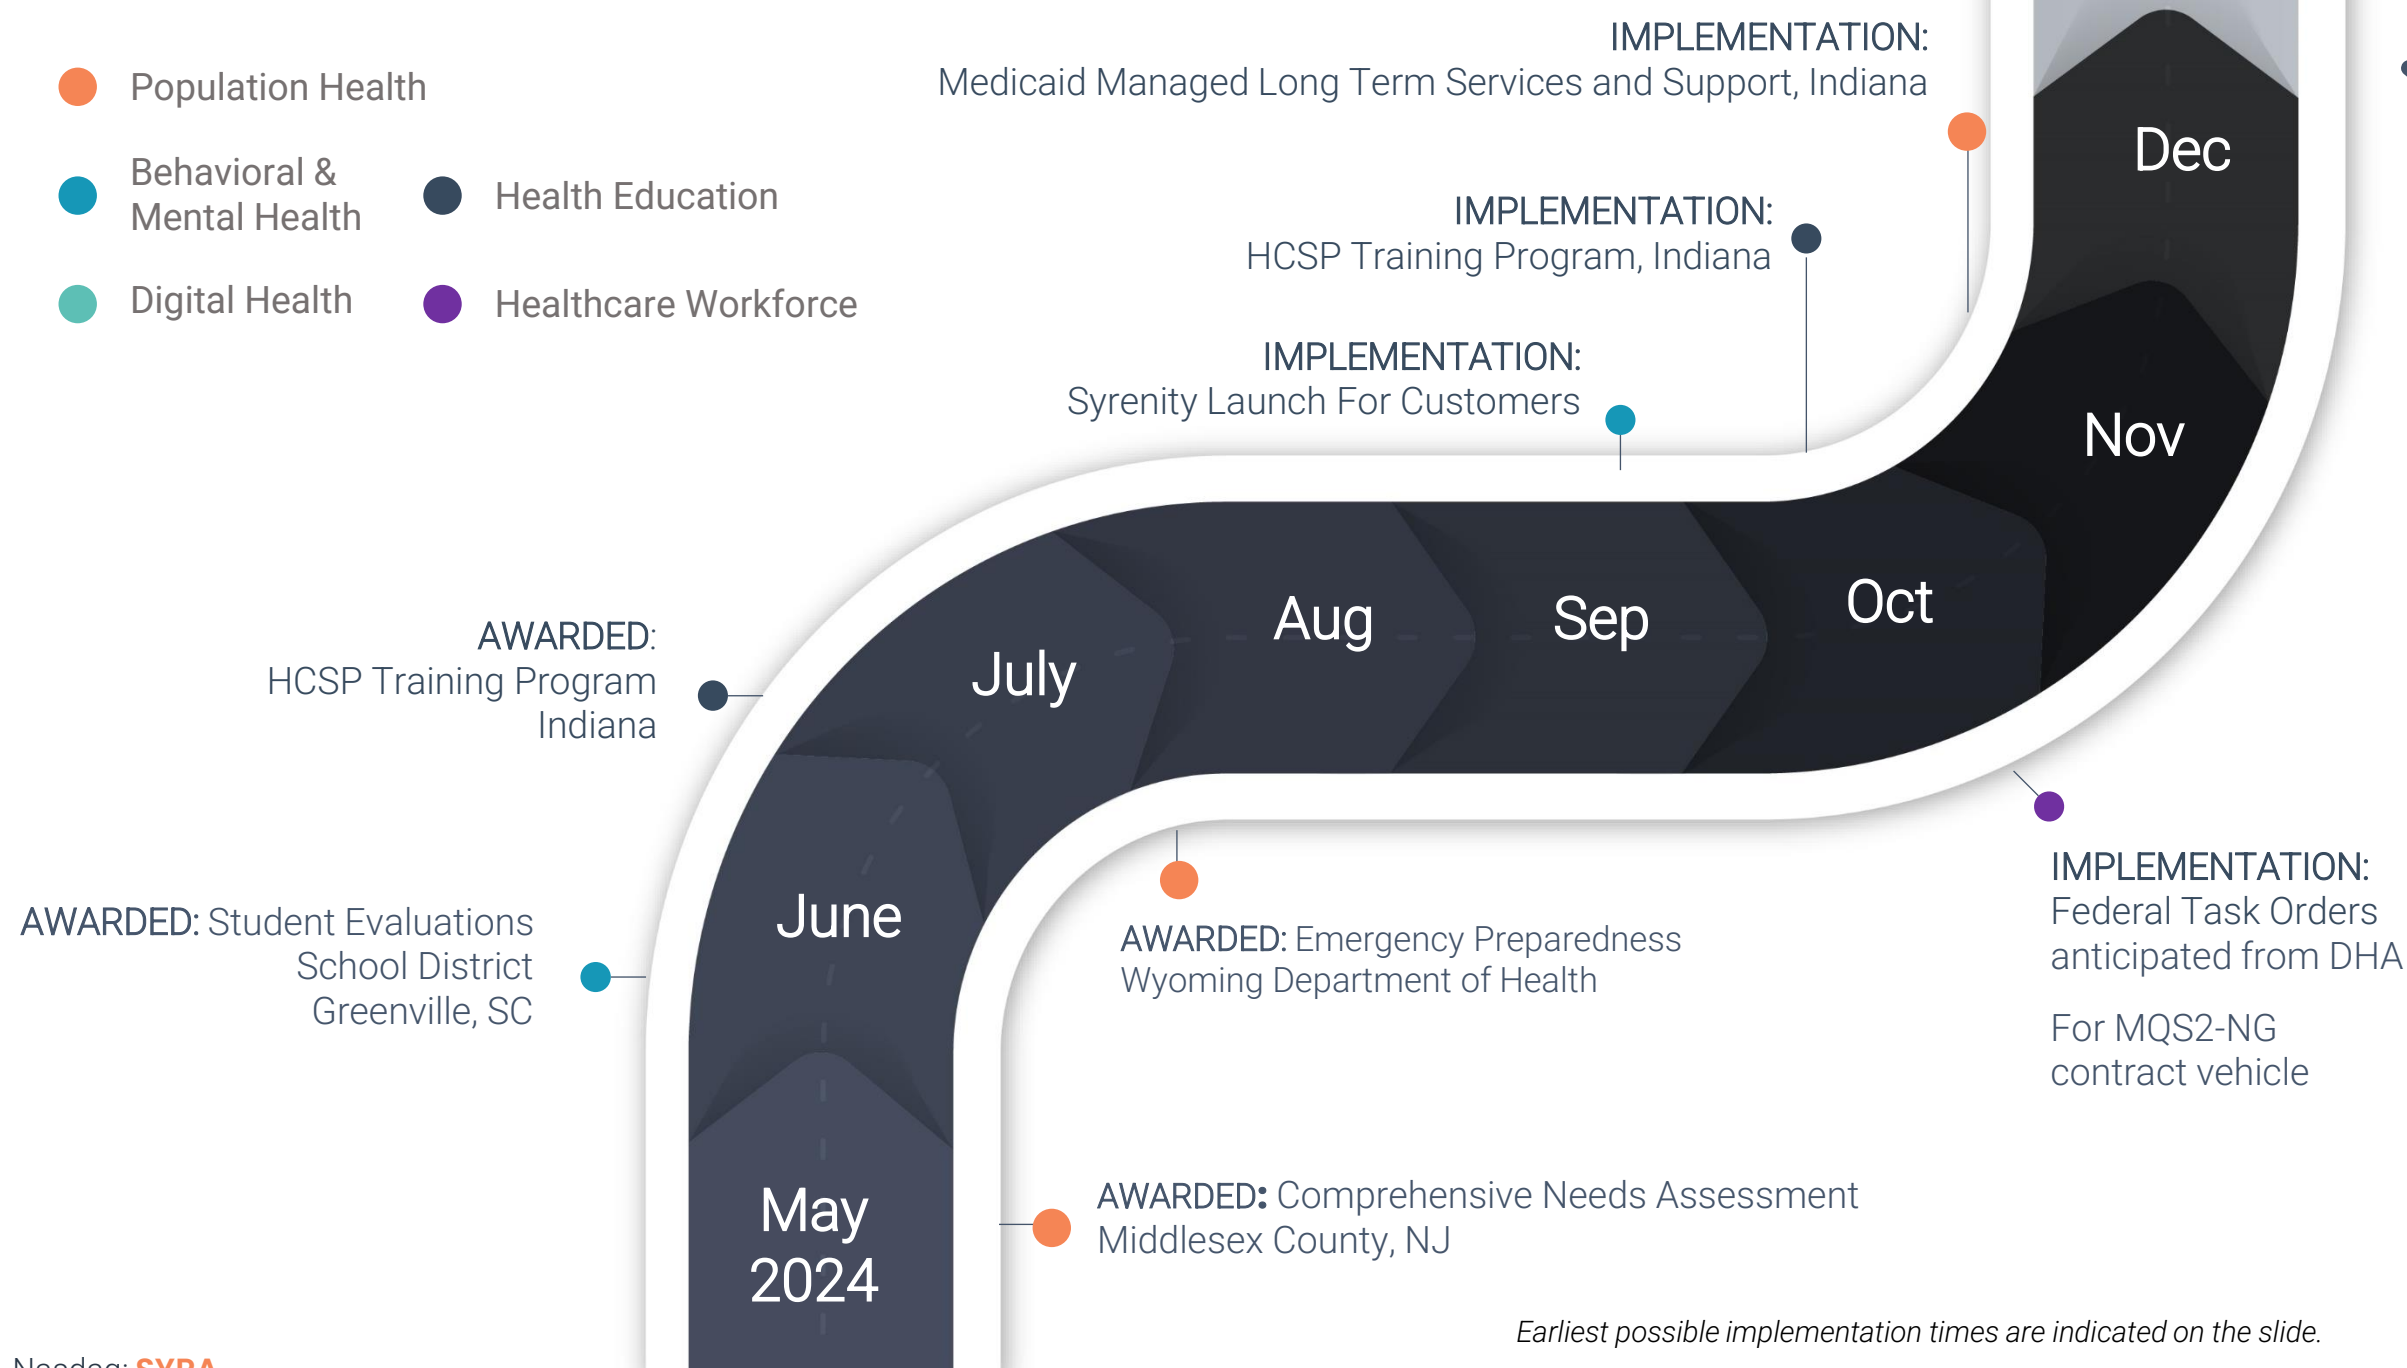 Population Health
Behavioral &
Mental Health
Health Education
Digital Health
Healthcare Workforce
IMPLEMENTATION:
Medicaid Managed Long Term Services and Support, Indiana
IMPLEMENTATION:
HCSP Training Program, Indiana
IMPLEMENTATION:
Syrenity Launch For Customers
Dec
Nov
Oct
Sep
Aug
July
June
May
2024
AWARDED:
HCSP Training Program
Indiana
AWARDED: Student Evaluations
School District
Greenville, SC
AWARDED: Emergency Preparedness
Wyoming Department of Health
IMPLEMENTATION:
Federal Task Orders
anticipated from DHA
For MQS2-NG
contract vehicle
AWARDED: Comprehensive Needs Assessment
Middlesex County, NJ
Earliest possible implementation times are indicated on the slide.
Nasdaq: SYRA